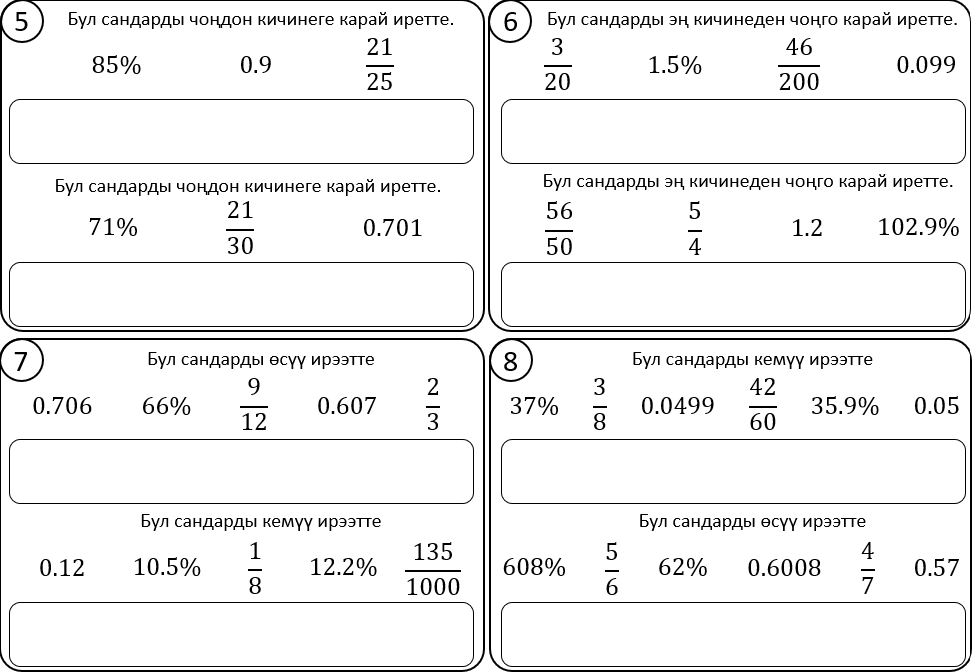 5
Бул сандарды чоңдон кичинеге карай иретте.
85% 0.9 21/25
Бул сандарды чоңдон кичинеге карай иретте.
71% 21/30 0.701
6
Бул сандарды эң кичинеден чоңго карай иретте.
3/20 1.5% 46/200 0.099
Бул сандарды эң кичинеден чоңго карай иретте.
56/50 5/4 1.2 102.9%
7
Бул сандарды өсүү ирээтте
0.706 66% 9/12 0.607 2/3
Бул сандарды кемүү ирээтте
0.12 10.5% 1/8 12.2% 135/1000
8
Бул сандарды кемүү ирээтте
37% 3/8 0.0499 42/60 35.9% 0.05
Бул сандарды өсүү ирээтте
608% 5/6 62% 0.6008 4/7 0.57